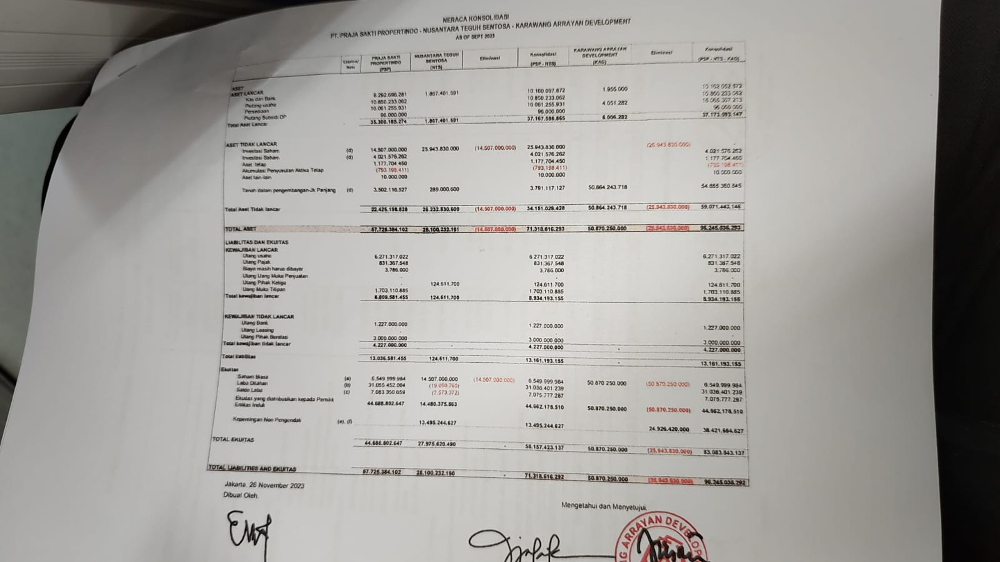 NERACA KONSOLIDASI
PT. PRAJA SAKTI PROPERTINDO - NUSANTARA TEGUH SENTOSA - KARAWANG ARRAYAN DEVELOPMENT
AS OF SEPT 2023
Catatan/ Note PRAJA SAKTI PROPERTINDO (PSP) NUSANTARA TEGUH SENTOSA (NTS) Eliminasi Konsolidasi (PSP - NTS) KARAWANG ARRAYAN DEVELOPMENT (KAD) Eliminasi Konsolidasi (PSP - NTS - KAD)
ASET
ASET LANCAR
Kas dan Bank 8.292.696.281 1.867.401.591 10.160.097.872 1.955.000 10.162.052.872
Piutang usaha 10.850.233.062 10.850.233.062 10.850.233.062
Persediaan 16.061.255.931 16.061.255.931 4.051.282 16.065.307.213
Piutang Subsidi DP 96.000.000 96.000.000 96.000.000
Total Aset Lancar 35.300.185.274 1.867.401.591 37.167.586.865 6.006.282 37.173.593.147
ASET TIDAK LANCAR
Investasi Saham (d) 14.507.000.000 25.943.830.000 (14.507.000.000) 25.943.830.000 (25.943.830.000) -
Investasi Saham (d) 4.021.576.262 4.021.576.262 4.021.576.262
Aset tetap 1.177.704.450 1.177.704.450 1.177.704.450
Akumulasi Penyusutan Aktiva Tetap (793.198.411) (793.198.411) (793.198.411)
Aset lain-lain 10.000.000 10.000.000 10.000.000
Tanah dalam pengembangan-Jk Panjang (d) 3.502.116.527 289.000.600 3.791.117.127 50.864.243.718 54.655.360.845
Total Aset Tidak lancar 22.425.198.828 26.232.830.600 (14.507.000.000) 34.151.029.428 50.864.243.718 (25.943.830.000) 59.071.443.146
TOTAL ASET 57.725.384.102 28.100.232.191 (14.507.000.000) 71.318.616.293 50.870.250.000 (25.943.830.000) 96.245.036.293
LIABILITAS DAN EKUITAS
KEWAJIBAN LANCAR
Utang usaha 6.271.317.022 6.271.317.022 6.271.317.022
Utang Pajak 831.367.548 831.367.548 831.367.548
Biaya masih harus dibayar 3.786.000 3.786.000 3.786.000
Utang Uang Muka Penjualan - - -
Utang Pihak Ketiga 124.611.700 124.611.700 124.611.700
Uang Muka Titipan 1.703.110.885 1.703.110.885 1.703.110.885
Total kewajiban lancar 8.809.581.455 124.611.700 8.934.193.155 8.934.193.155
KEWAJIBAN TIDAK LANCAR
Utang Bank 1.227.000.000 1.227.000.000 1.227.000.000
Utang Leasing -
Utang Pihak Berelasi 3.000.000.000 3.000.000.000 3.000.000.000
Total kewajiban tidak lancar 4.227.000.000 4.227.000.000 - 4.227.000.000
Total liabilitas 13.036.581.455 124.611.700 13.161.193.155 - 13.161.193.155
Ekuitas
Saham Biasa (a) 6.549.999.984 14.507.000.000 (14.507.000.000) 6.549.999.984 50.870.250.000 (50.870.250.000) 6.549.999.984
Laba Ditahan (b) 31.055.452.004 (19.050.765) 31.036.401.239 31.036.401.239
Saldo Laba (c) 7.083.350.659 (7.573.372) 7.075.777.287 7.075.777.287
Ekuitas yang diatribusikan kepada Pemilik
Entitas Induk 44.688.802.647 14.480.375.863 44.662.178.510 50.870.250.000 (50.870.250.000) 44.662.178.510
Kepentingan Non Pengendali (e), (f) 13.495.244.627 13.495.244.627 24.926.420.000 38.421.664.627
TOTAL EKUITAS 44.688.802.647 27.975.620.490 - 58.157.423.137 50.870.250.000 (25.943.830.000) 83.083.843.137
TOTAL LIABILITIES AND EKUITAS 57.725.384.102 28.100.232.190 - 71.318.616.292 50.870.250.000 (25.943.830.000) 96.245.036.292
Jakarta, 26 November 2023
Dibuat Oleh,
Mengetahui dan Menyetujui,
ARRAYAN DEVELOP